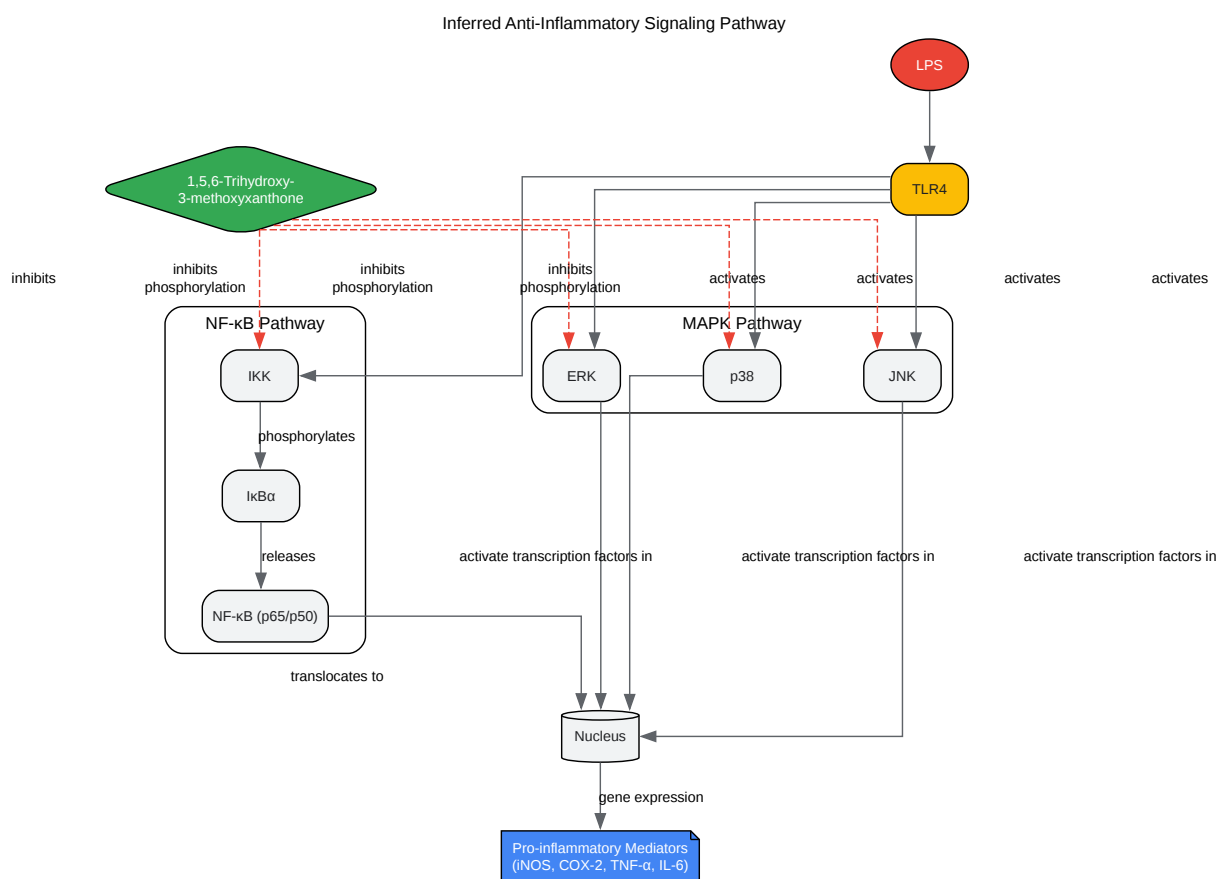 Inferred Anti-Inflammatory Signaling Pathway
LPS
1,5,6-Trihydroxy-
3-methoxyxanthone
TLR4
inhibits
inhibits
phosphorylation
inhibits
phosphorylation
inhibits
phosphorylation
activates
activates
activates
activates
NF-κB Pathway
MAPK Pathway
IKK
ERK
p38
JNK
phosphorylates
IκBα
releases
activate transcription factors in
activate transcription factors in
activate transcription factors in
NF-κB (p65/p50)
translocates to
Nucleus
gene expression
Pro-inflammatory Mediators
(iNOS, COX-2, TNF-α, IL-6)